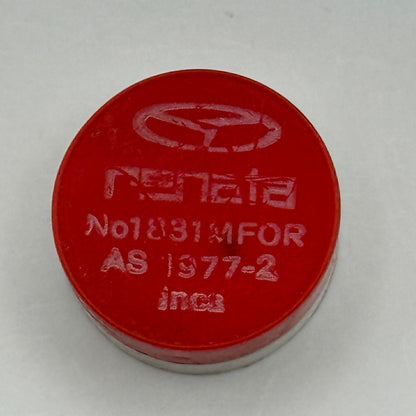 renata
No1831MFOR
AS 1977-2
inca